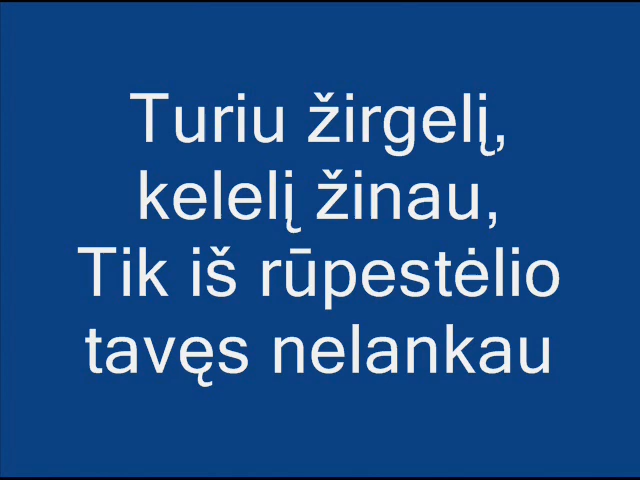 Turiu žirgelį,
kelelį žinau,
Tik iš rūpestėlio
tavęs nelankau